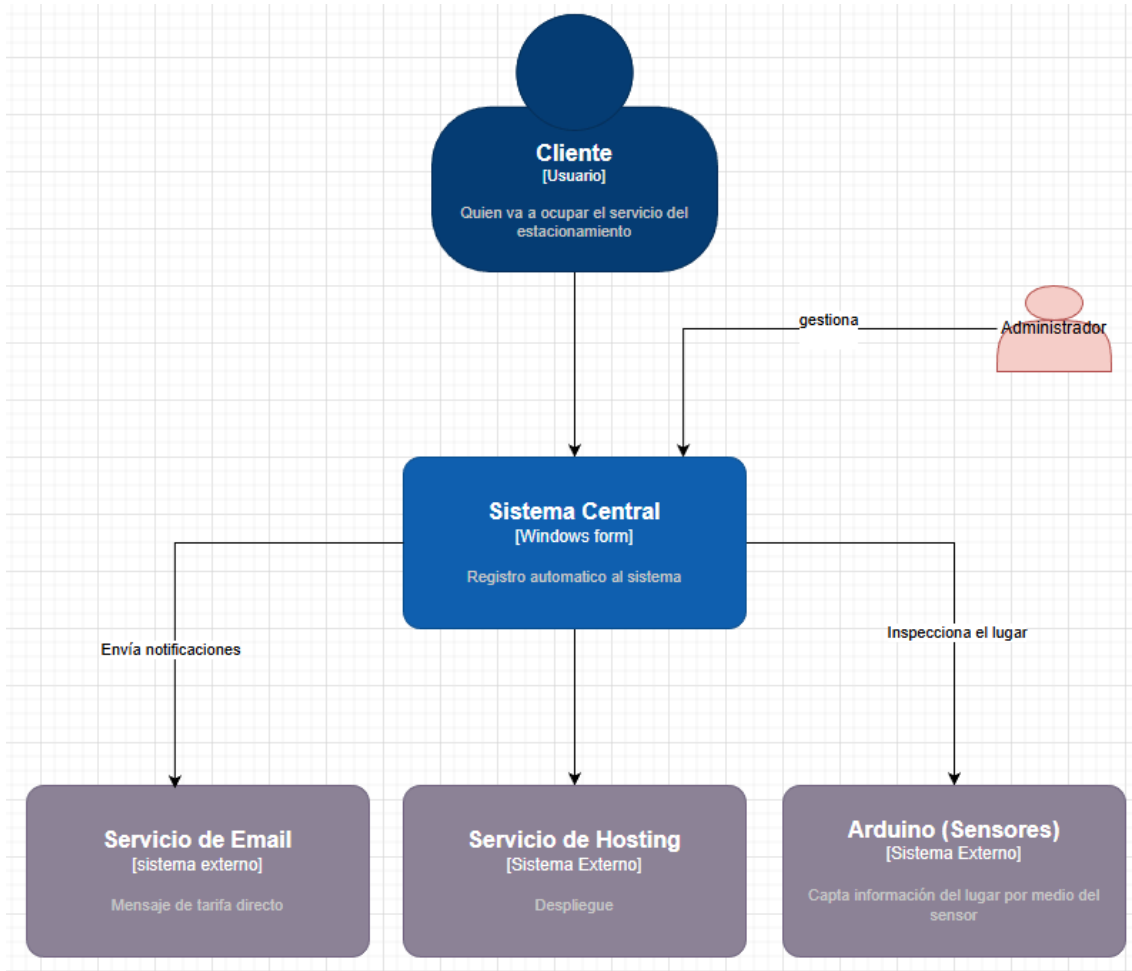 Cliente
[Usuario]
Quien va a ocupar el servicio del
estacionamiento
gestiona
Administrador
Sistema Central
[Windows form]
Registro automatico al sistema
Envía notificaciones
Inspecciona el lugar
Servicio de Email
[sistema externo]
Mensaje de tarifa directo
Servicio de Hosting
[Sistema Externo]
Despliegue
Arduino (Sensores)
[Sistema Externo]
Capta información del lugar por medio del
sensor